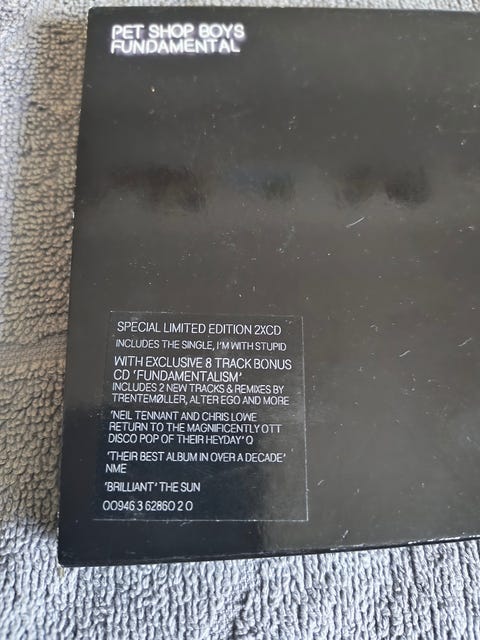 PET SHOP BOYS
FUNDAMENTAL
SPECIAL LIMITED EDITION 2XCD
INCLUDES THE SINGLE, I'M WITH STUPID
WITH EXCLUSIVE 8 TRACK BONUS
CD 'FUNDAMENTALISM'
INCLUDES 2 NEW TRACKS & REMIXES BY
TRENTEMØLLER, ALTER EGO AND MORE
'NEIL TENNANT AND CHRIS LOWE
RETURN TO THE MAGNIFICENTLY OTT
DISCO POP OF THEIR HEYDAY' Q
'THEIR BEST ALBUM IN OVER A DECADE'
NME
'BRILLIANT' THE SUN
00946 3 62860 2 0